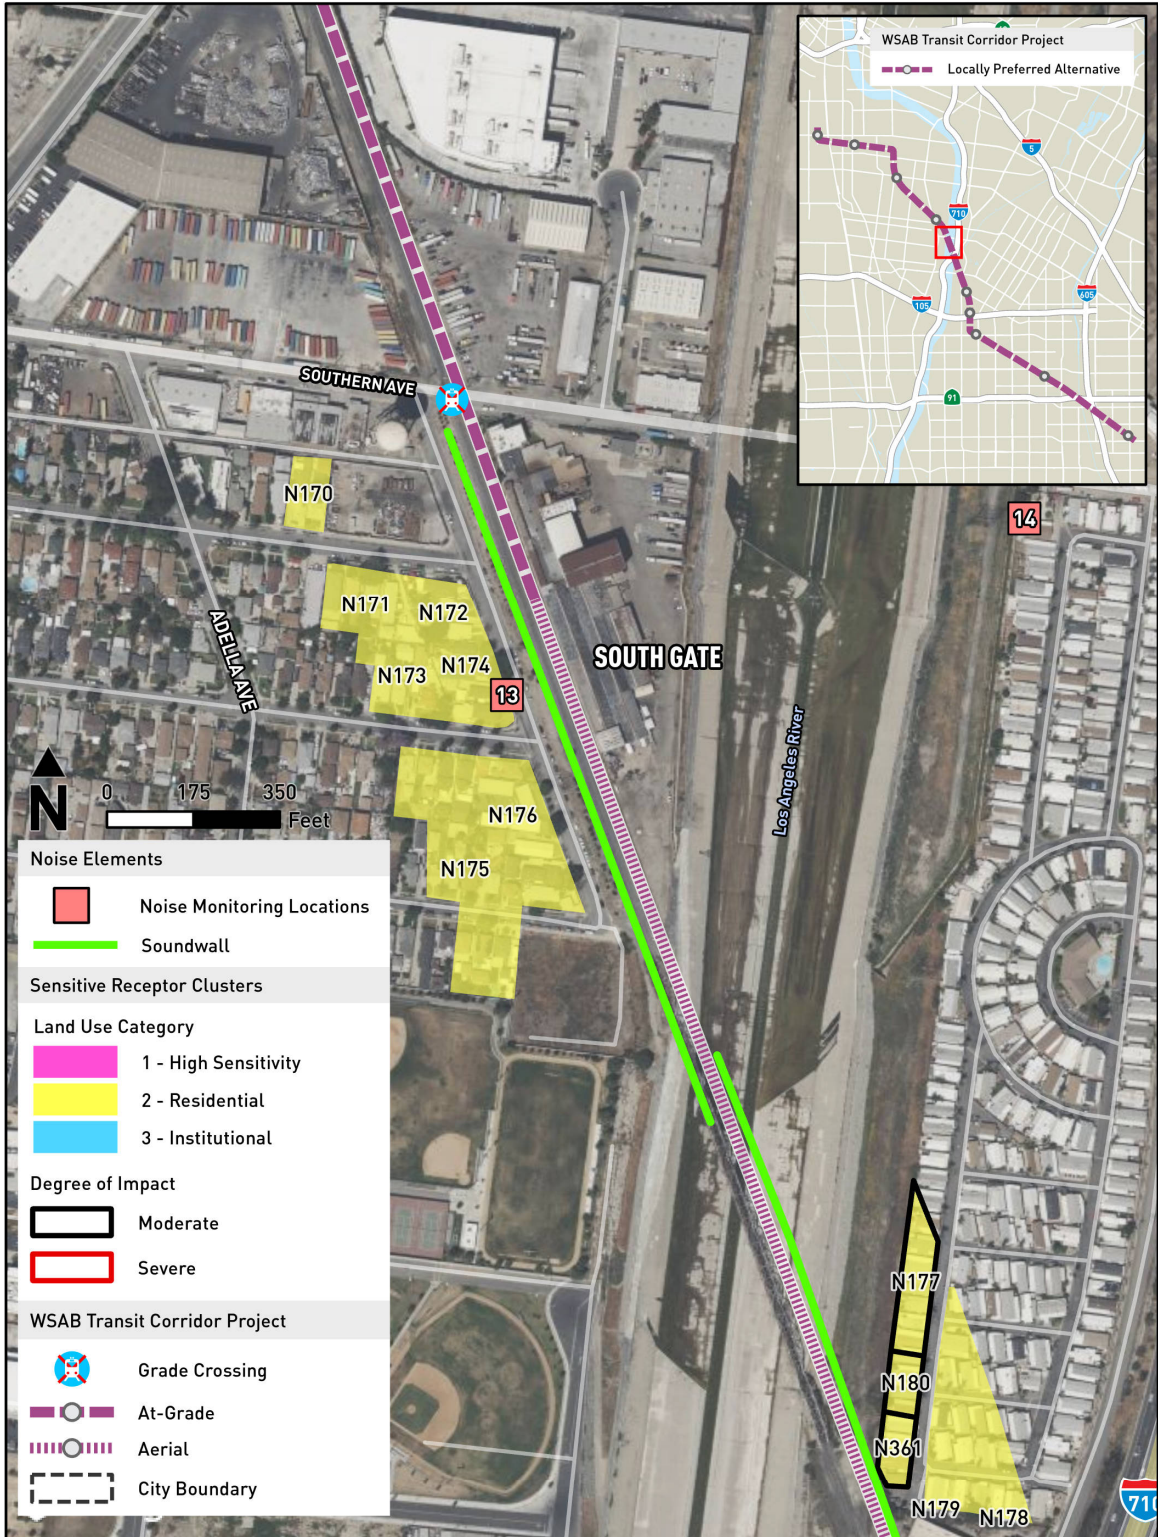 WSAB Transit Corridor Project
Locally Preferred Alternative
5
710
105
605
91
SOUTHERN AVE
N170
14
N171
N172
ADELLA AVE
N173
N174
13
SOUTH GATE
Los Angeles River
N
0 175 350
Feet
N176
N175
Noise Elements
Noise Monitoring Locations
Soundwall
Sensitive Receptor Clusters
Land Use Category
1 - High Sensitivity
2 - Residential
3 - Institutional
Degree of Impact
Moderate
Severe
WSAB Transit Corridor Project
Grade Crossing
At-Grade
Aerial
City Boundary
N177
N180
N361
N179
N178
710